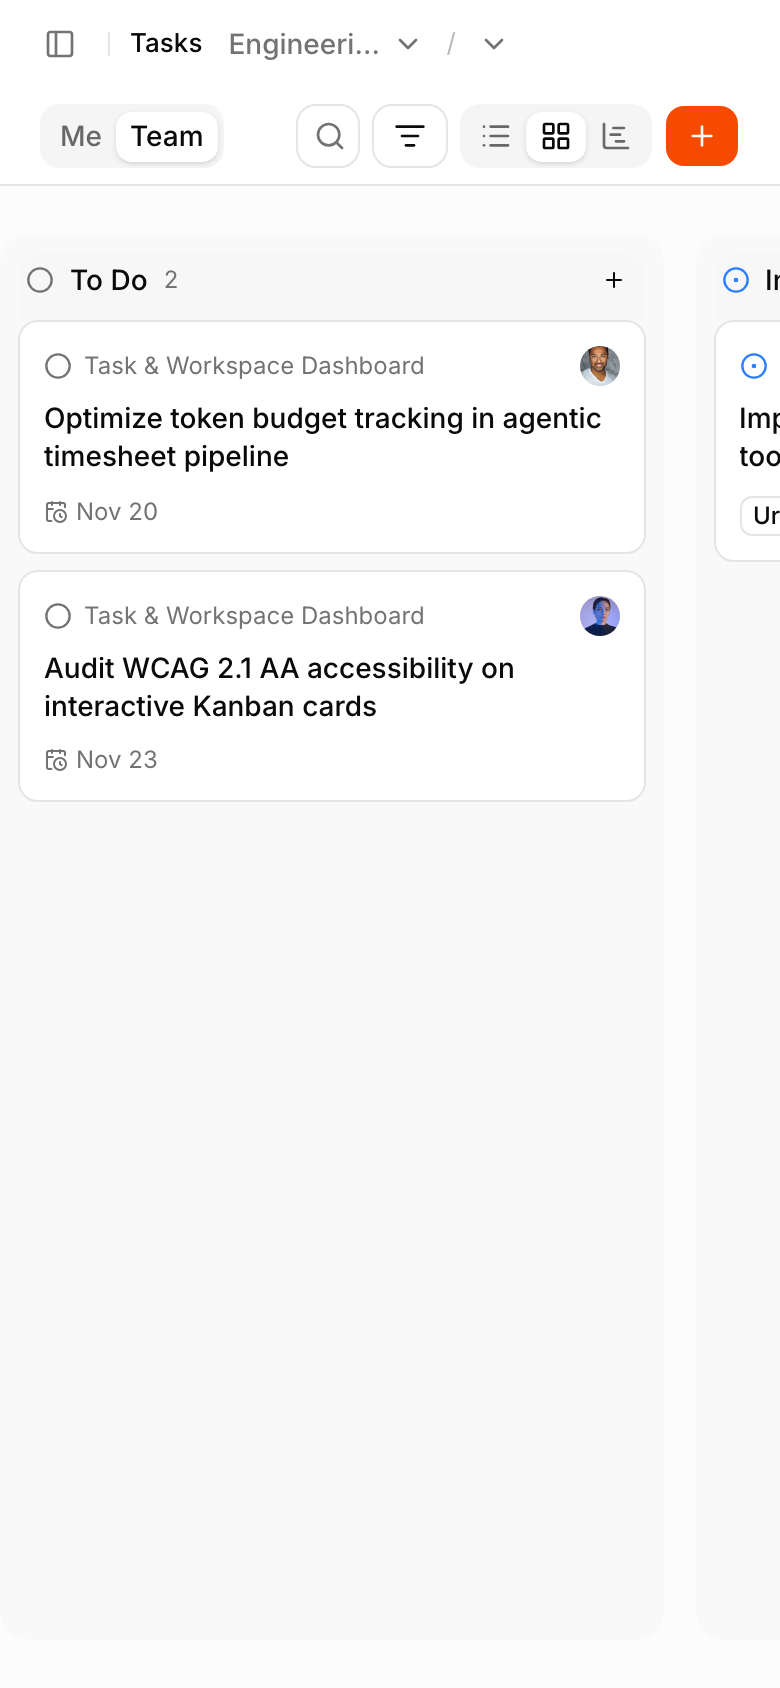 Tasks Engineeri... /
Me Team
To Do 2
Task & Workspace Dashboard
Optimize token budget tracking in agentic
timesheet pipeline
Nov 20
Task & Workspace Dashboard
Audit WCAG 2.1 AA accessibility on
interactive Kanban cards
Nov 23